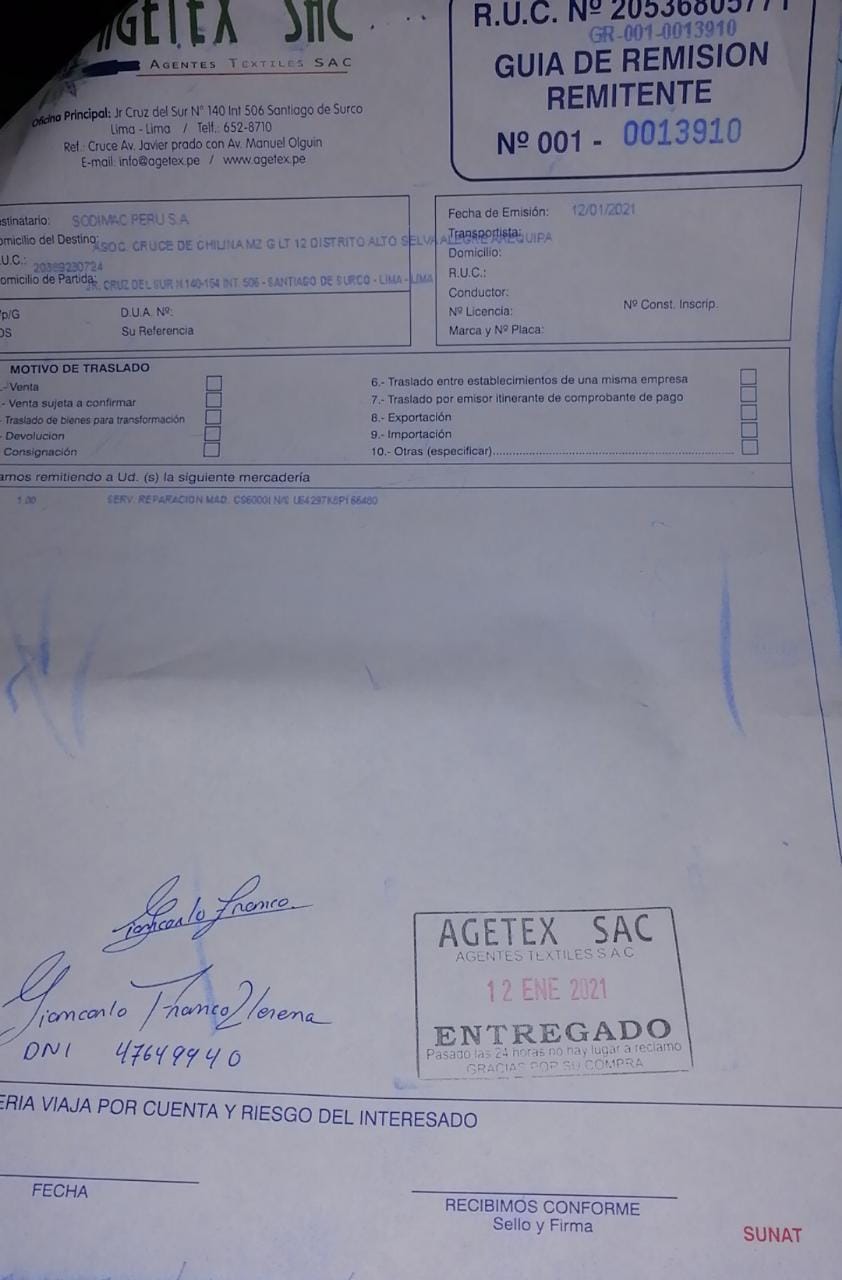 AGETEX SAC
AGENTES TEXTILES SAC
Oficina Principal: Jr Cruz del Sur N° 140 Int 506 Santiago de Surco
Lima - Lima / Telf.: 652-8710
Ref.: Cruce Av. Javier prado con Av. Manuel Olguin
E-mail: info@agetex.pe / www.agetex.pe
R.U.C. Nº 20536805771
GR-001-0013910
GUIA DE REMISION
REMITENTE
Nº 001 - 0013910
stinatario: SODIMAC PERU S.A
omicilio del Destino: ASOC. CRUCE DE CHILINA MZ G LT 12 DISTRITO ALTO SELVA ALEGRE AREQUIPA
.U.C.: 20389230724
omicilio de Partida: JR. CRUZ DEL SUR N 140-154 INT. 506 - SANTIAGO DE SURCO - LIMA - LIMA
p/G D.U.A. Nº:
OS Su Referencia
Fecha de Emisión: 12/01/2021
Transportista:
Domicilio:
R.U.C.:
Conductor:
Nº Licencia: Nº Const. Inscrip.
Marca y Nº Placa:
MOTIVO DE TRASLADO
.- Venta
- Venta sujeta a confirmar
- Traslado de bienes para transformación
- Devolucion
Consignación
6.- Traslado entre establecimientos de una misma empresa
7.- Traslado por emisor itinerante de comprobante de pago
8.- Exportación
9.- Importación
10.- Otras (especificar)
amos remitiendo a Ud. (s) la siguiente mercadería
1.00 SERV. REPARACION MAD. CS6000I N/S
Giancarlo Franco
Giancarlo Franco Llerena
DNI 47649940
AGETEX SAC
AGENTES TEXTILES S A C
12 ENE 2021
ENTREGADO
Pasado las 24 horas no hay lugar a reclamo
GRACIAS POR SU COMPRA
ERIA VIAJA POR CUENTA Y RIESGO DEL INTERESADO
FECHA
RECIBIMOS CONFORME
Sello y Firma
SUNAT